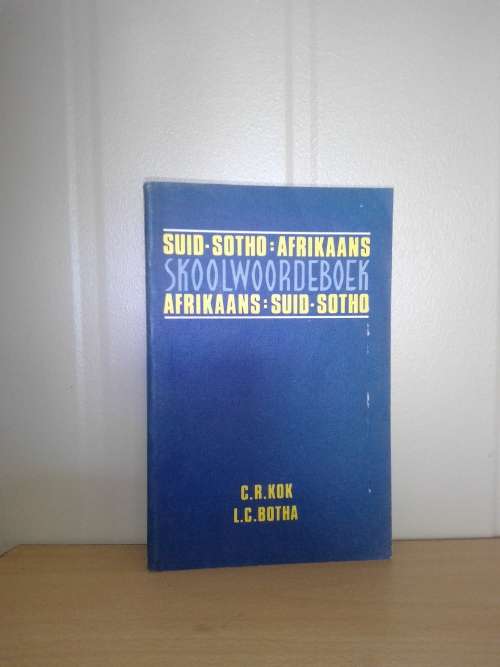 SUID-SOTHO:AFRIKAANS
SKOOLWOORDEBOEK
AFRIKAANS:SUID-SOTHO
C.R.KOK
L.C.BOTHA